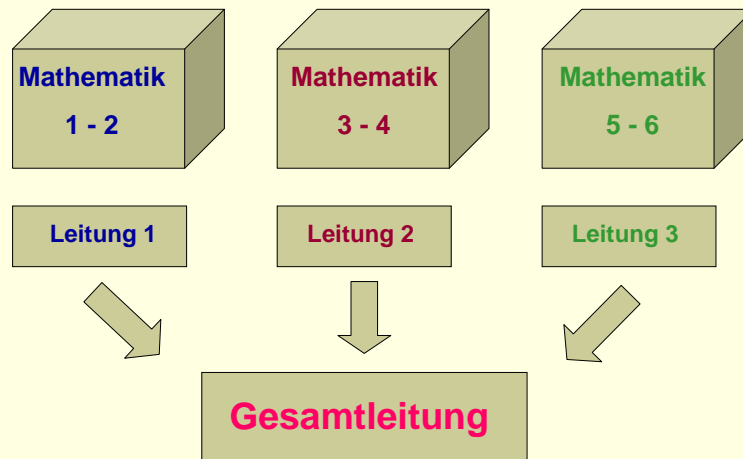 Mathematik
1 - 2
Mathematik
3 - 4
Mathematik
5 - 6
Leitung 1
Leitung 2
Leitung 3
Gesamtleitung